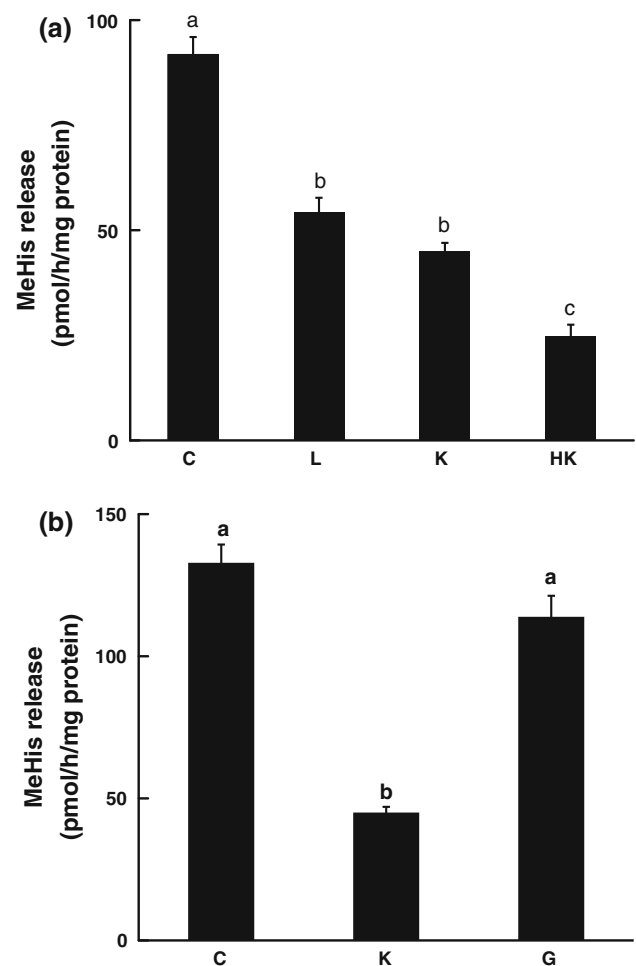 (a)
100
50
0
MeHis release
(pmol/h/mg protein)
a
b
b
c
C L K HK
(b)
150
100
50
0
MeHis release
(pmol/h/mg protein)
a
b
a
C K G